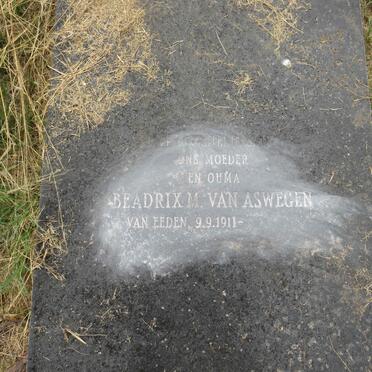 ONS MOEDER
EN OUMA
BEADRIX M. VAN ASWEGEN
VAN EEDEN, 9.9.1911-